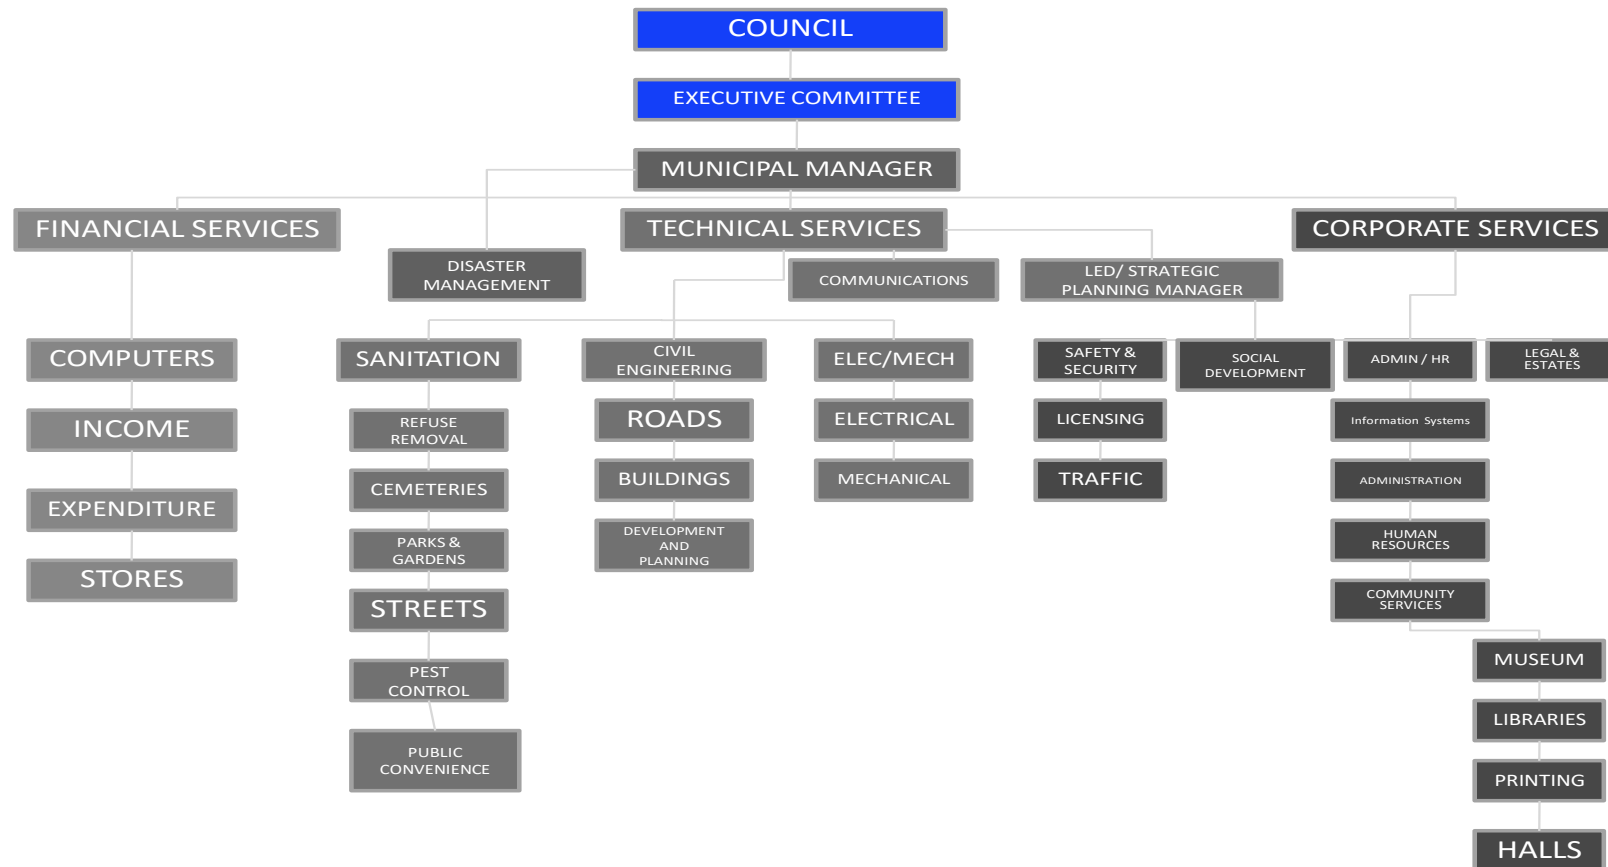 COUNCIL
EXECUTIVE COMMITTEE
MUNICIPAL MANAGER
FINANCIAL SERVICES
TECHNICAL SERVICES
CORPORATE SERVICES
DISASTER
MANAGEMENT
COMMUNICATIONS
LED/ STRATEGIC
PLANNING MANAGER
COMPUTERS
INCOME
EXPENDITURE
STORES
SANITATION
REFUSE
REMOVAL
CEMETERIES
PARKS &
GARDENS
STREETS
PEST
CONTROL
PUBLIC
CONVENIENCE
CIVIL
ENGINEERING
ROADS
BUILDINGS
DEVELOPMENT
AND
PLANNING
ELEC/MECH
ELECTRICAL
MECHANICAL
SAFETY &
SECURITY
LICENSING
TRAFFIC
SOCIAL
DEVELOPMENT
ADMIN / HR
Information Systems
ADMINISTRATION
HUMAN
RESOURCES
COMMUNITY
SERVICES
LEGAL &
ESTATES
MUSEUM
LIBRARIES
PRINTING
HALLS